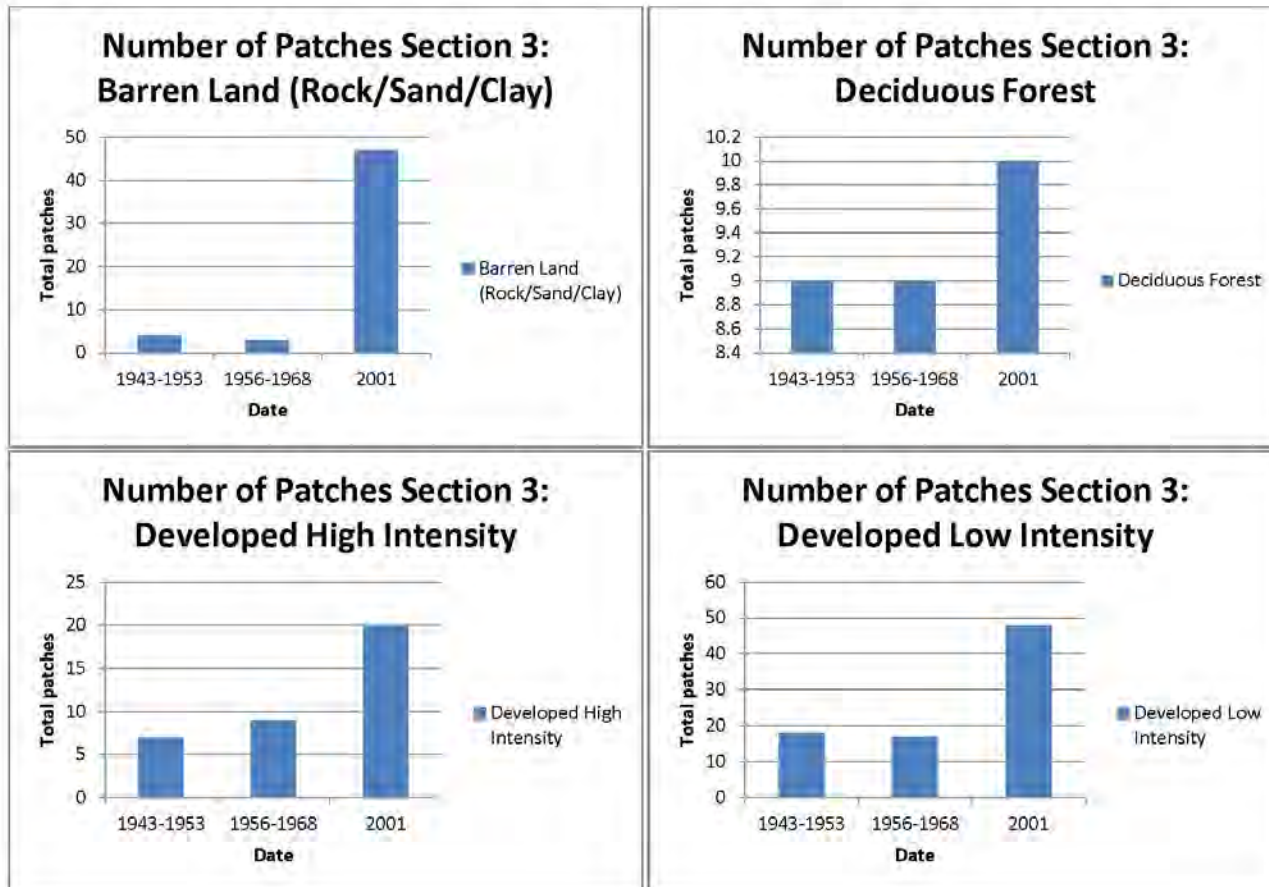 Number of Patches Section 3:
Barren Land (Rock/Sand/Clay)
50
40
30
20
10
0
Total patches
1943-1953
1956-1968
2001
Date
Barren Land
(Rock/Sand/Clay)
Number of Patches Section 3:
Deciduous Forest
10.2
10
9.8
9.6
9.4
9.2
9
8.8
8.6
8.4
Total patches
1943-1953
1956-1968
2001
Date
Deciduous Forest
Number of Patches Section 3:
Developed High Intensity
25
20
15
10
5
0
Total patches
1943-1953
1956-1968
2001
Date
Developed High
Intensity
Number of Patches Section 3:
Developed Low Intensity
60
50
40
30
20
10
0
Total patches
1943-1953
1956-1968
2001
Date
Developed Low
Intensity